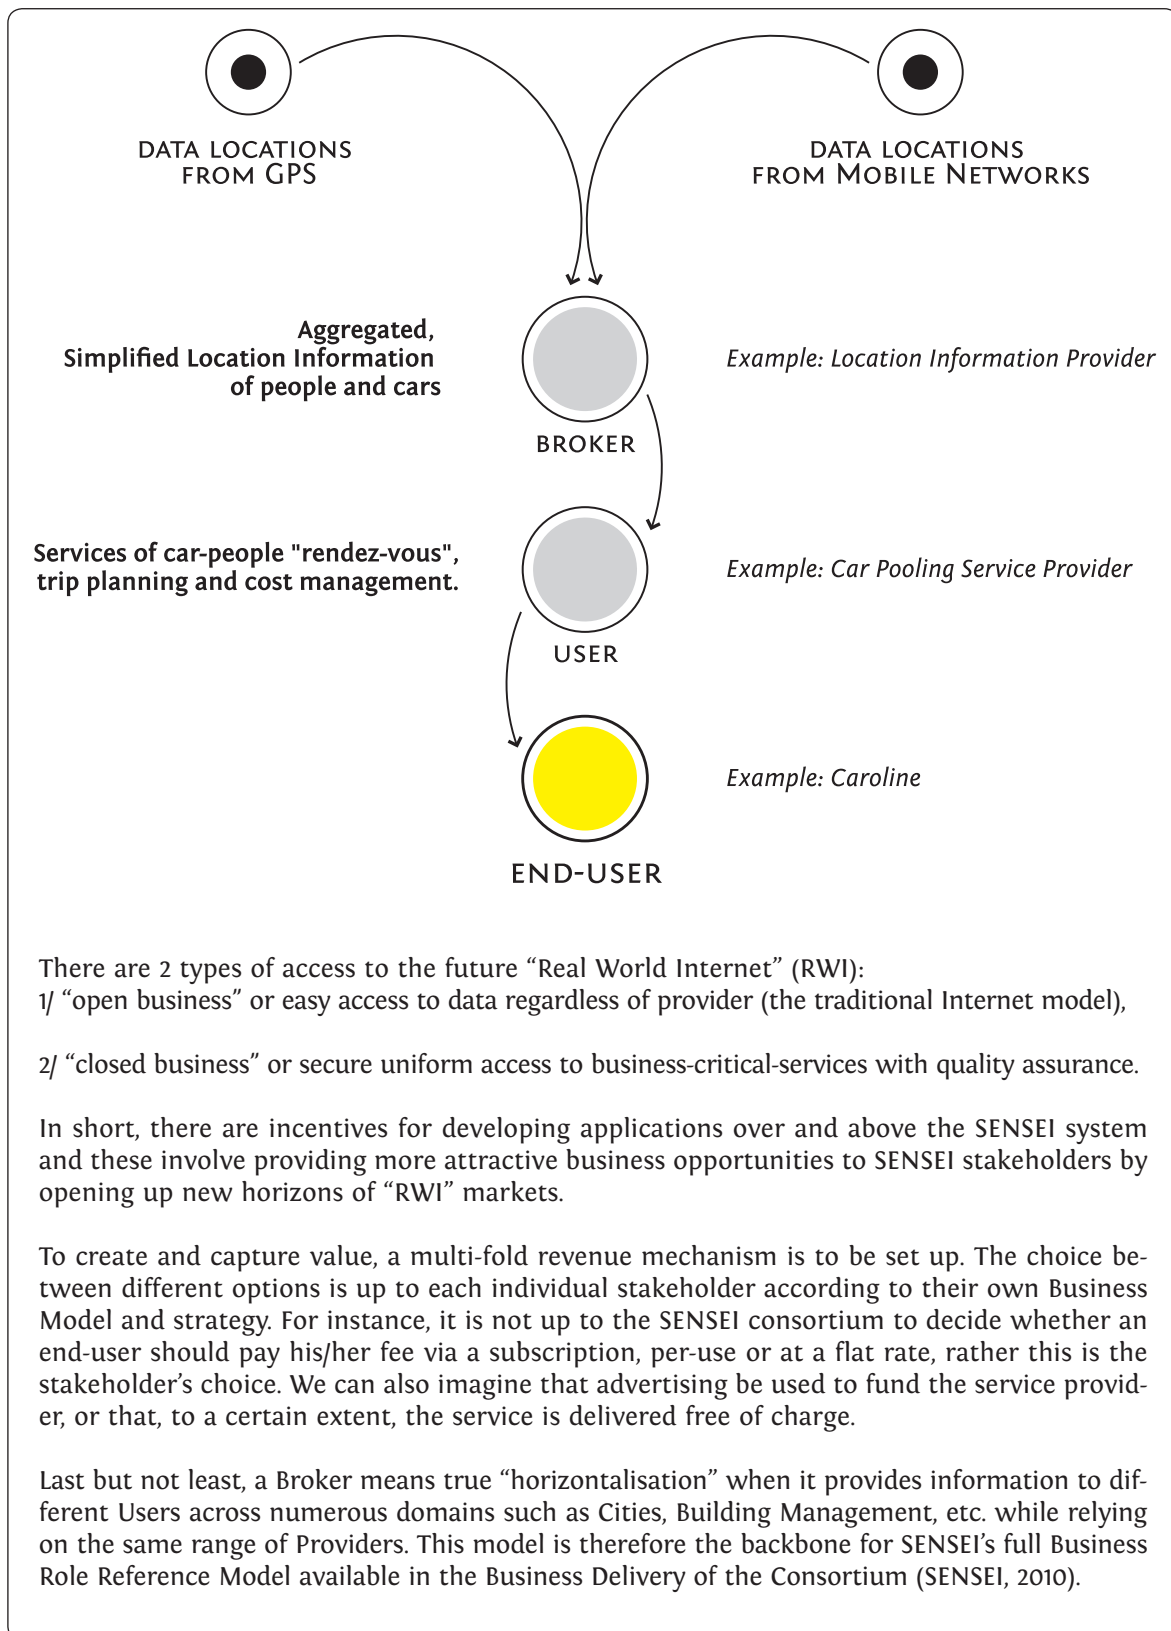 DATA LOCATIONS
FROM GPS
DATA LOCATIONS
FROM MOBILE NETWORKS
Aggregated,
Simplified Location Information
of people and cars
Example: Location Information Provider
BROKER
Services of car-people "rendez-vous",
trip planning and cost management.
Example: Car Pooling Service Provider
USER
Example: Caroline
END-USER
There are 2 types of access to the future “Real World Internet” (RWI):
1/ “open business” or easy access to data regardless of provider (the traditional Internet model),
2/ “closed business” or secure uniform access to business-critical-services with quality assurance.
In short, there are incentives for developing applications over and above the SENSEI system
and these involve providing more attractive business opportunities to SENSEI stakeholders by
opening up new horizons of “RWI” markets.
To create and capture value, a multi-fold revenue mechanism is to be set up. The choice be-
tween different options is up to each individual stakeholder according to their own Business
Model and strategy. For instance, it is not up to the SENSEI consortium to decide whether an
end-user should pay his/her fee via a subscription, per-use or at a flat rate, rather this is the
stakeholder’s choice. We can also imagine that advertising be used to fund the service provid-
er, or that, to a certain extent, the service is delivered free of charge.
Last but not least, a Broker means true “horizontalisation” when it provides information to dif-
ferent Users across numerous domains such as Cities, Building Management, etc. while relying
on the same range of Providers. This model is therefore the backbone for SENSEI’s full Business
Role Reference Model available in the Business Delivery of the Consortium (SENSEI, 2010).